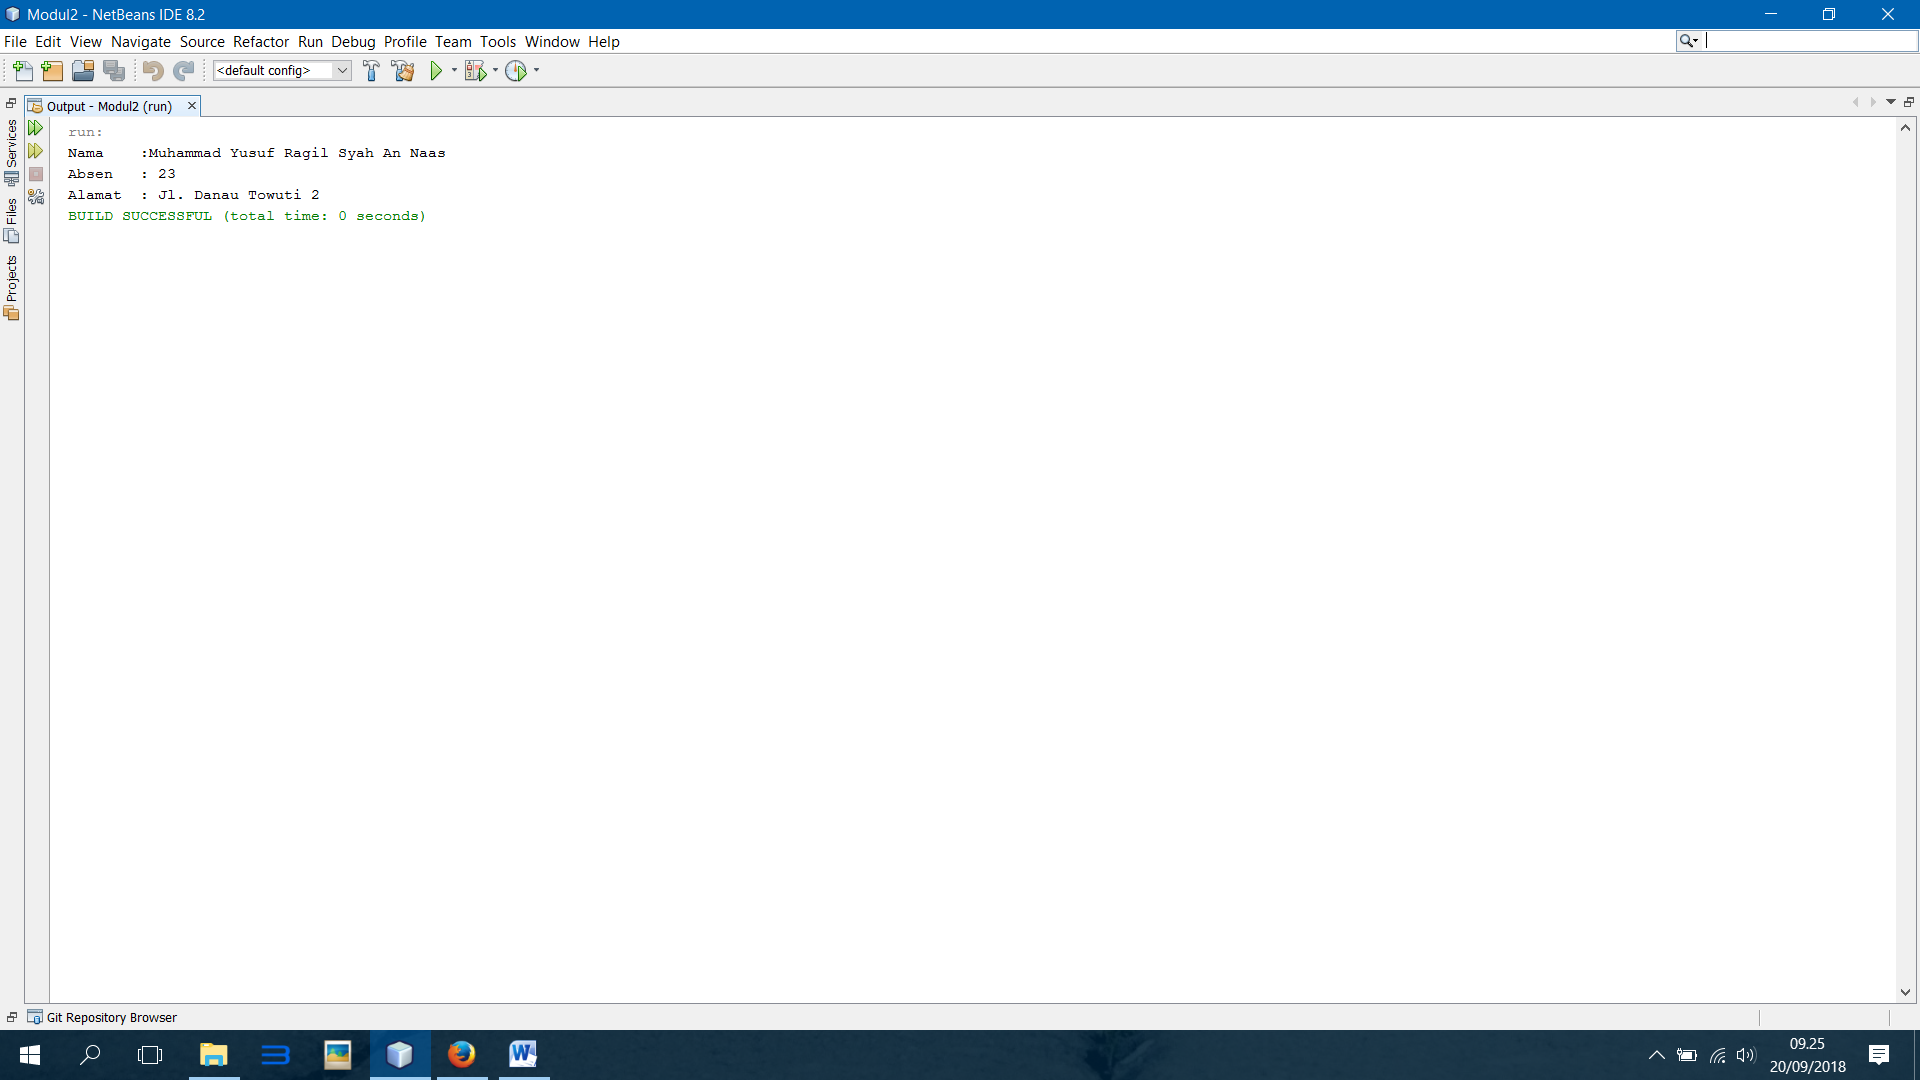 Modul2 - NetBeans IDE 8.2
File Edit View Navigate Source Refactor Run Debug Profile Team Tools Window Help
<default config>
Output - Modul2 (run)
Services
Files
Projects
run:
Nama    :Muhammad Yusuf Ragil Syah An Naas
Absen   : 23
Alamat  : Jl. Danau Towuti 2
BUILD SUCCESSFUL (total time: 0 seconds)
Git Repository Browser
09.25
20/09/2018